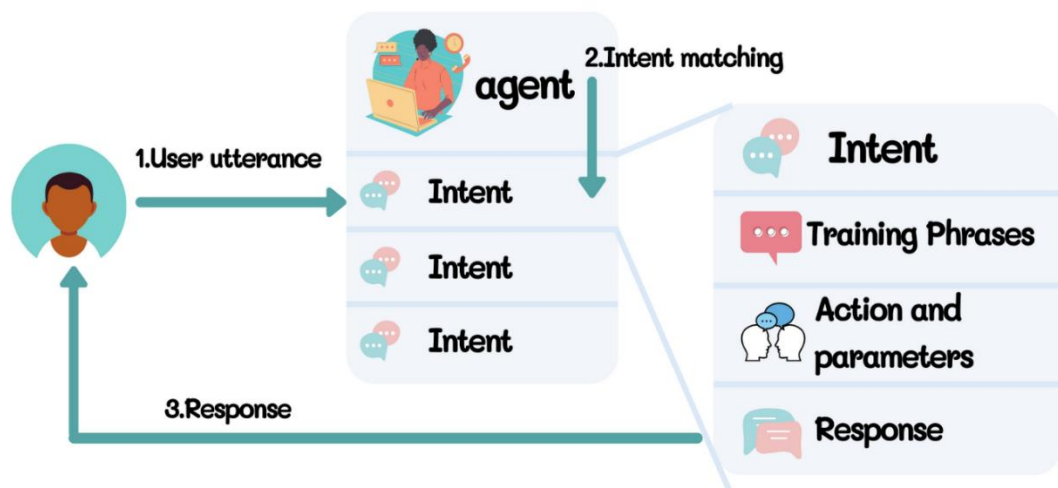 1.User utterance
agent
2.Intent matching
Intent
Intent
Intent
Intent
Training Phrases
Action and
parameters
Response
3.Response